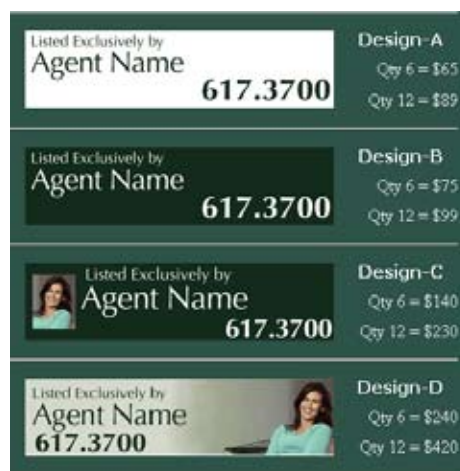 Listed Exclusively by
Agent Name
617.3700
Design-A
Qty 6 = $65
Qty 12 = $89
Listed Exclusively by
Agent Name
617.3700
Design-B
Qty 6 = $75
Qty 12 = $99
Listed Exclusively by
Agent Name
617.3700
Design-C
Qty 6 = $140
Qty 12 = $230
Listed Exclusively by
Agent Name
617.3700
Design-D
Qty 6 = $240
Qty 12 = $420